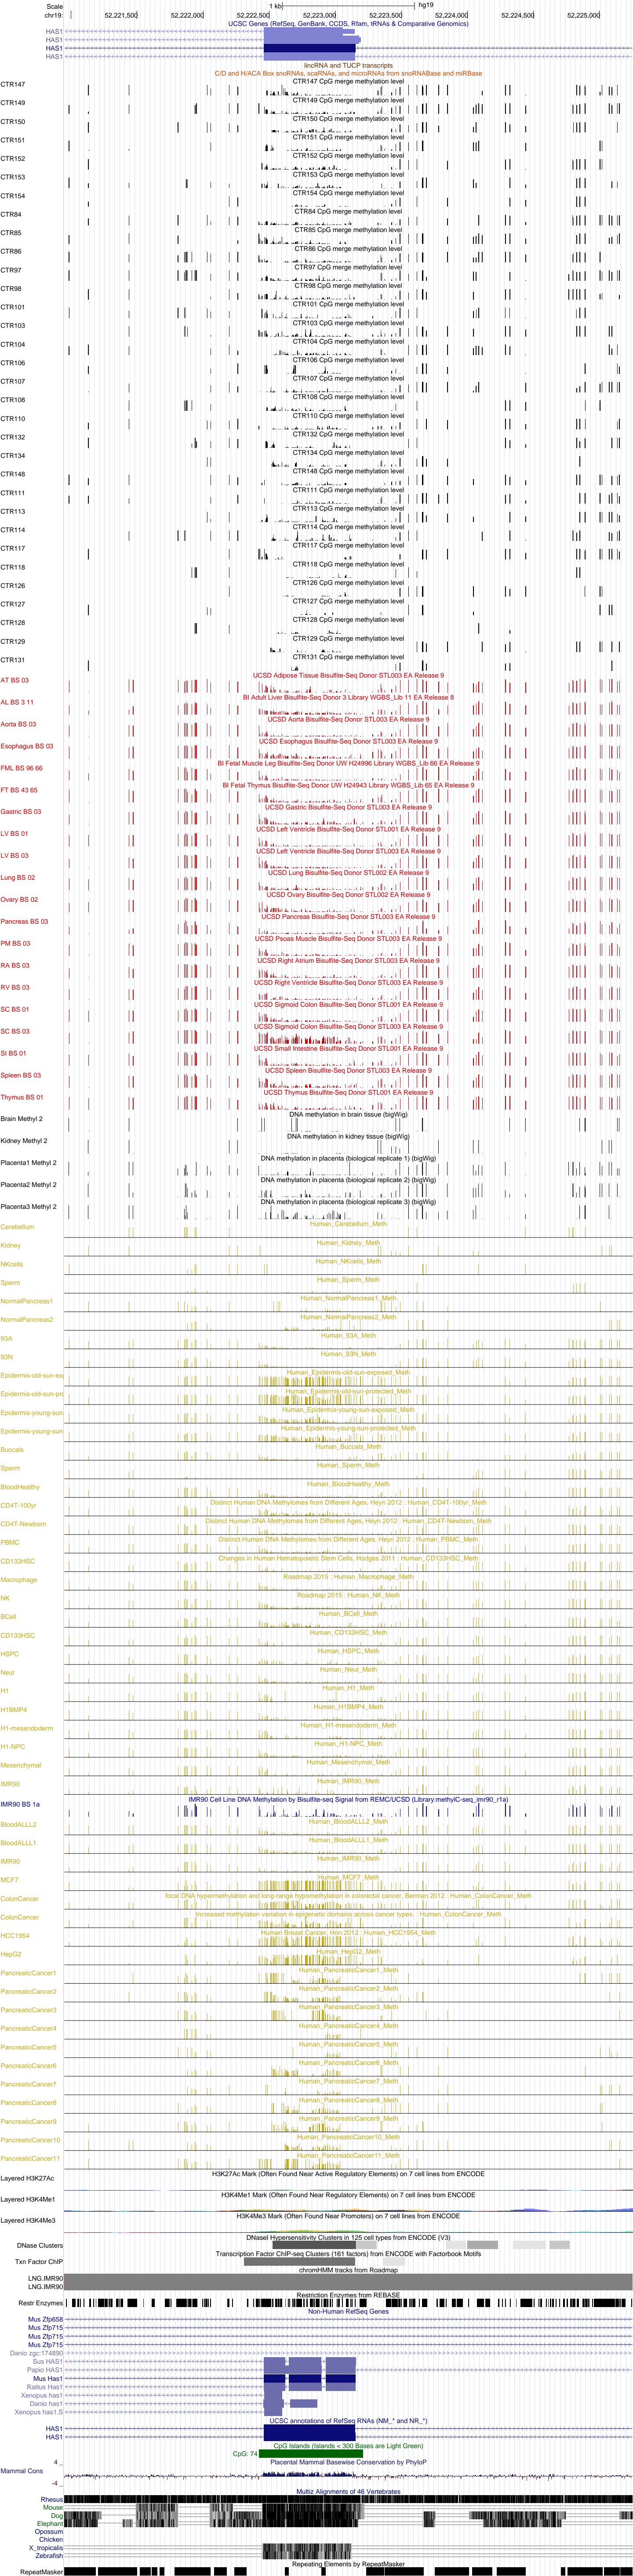 Scale 1 kb hg19
chr19: 52,221,500 52,222,000 52,222,500 52,223,000 52,223,500 52,224,000 52,224,500 52,225,000
UCSC Genes (RefSeq, GenBank, CCDS, Rfam, tRNAs & Comparative Genomics)
HAS1
HAS1
HAS1
HAS1
lincRNA and TUCP transcripts
C/D and H/ACA Box snoRNAs, scaRNAs, and microRNAs from snoRNABase and miRBase
CTR147 CpG merge methylation level
CTR147
CTR149 CpG merge methylation level
CTR149
CTR150 CpG merge methylation level
CTR150
CTR151 CpG merge methylation level
CTR151
CTR152 CpG merge methylation level
CTR152
CTR153 CpG merge methylation level
CTR153
CTR154 CpG merge methylation level
CTR154
CTR84 CpG merge methylation level
CTR84
CTR85 CpG merge methylation level
CTR85
CTR86 CpG merge methylation level
CTR86
CTR97 CpG merge methylation level
CTR97
CTR98 CpG merge methylation level
CTR98
CTR101 CpG merge methylation level
CTR101
CTR103 CpG merge methylation level
CTR103
CTR104 CpG merge methylation level
CTR104
CTR106 CpG merge methylation level
CTR106
CTR107 CpG merge methylation level
CTR107
CTR108 CpG merge methylation level
CTR108
CTR110 CpG merge methylation level
CTR110
CTR132 CpG merge methylation level
CTR132
CTR134 CpG merge methylation level
CTR134
CTR148 CpG merge methylation level
CTR148
CTR111 CpG merge methylation level
CTR111
CTR113 CpG merge methylation level
CTR113
CTR114 CpG merge methylation level
CTR114
CTR117 CpG merge methylation level
CTR117
CTR118 CpG merge methylation level
CTR118
CTR126 CpG merge methylation level
CTR126
CTR127 CpG merge methylation level
CTR127
CTR128 CpG merge methylation level
CTR128
CTR129 CpG merge methylation level
CTR129
CTR131 CpG merge methylation level
CTR131
UCSD Adipose Tissue Bisulfite-Seq Donor STL003 EA Release 9
AT BS 03
BI Adult Liver Bisulfite-Seq Donor 3 Library WGBS_Lib 11 EA Release 8
AL BS 3 11
UCSD Aorta Bisulfite-Seq Donor STL003 EA Release 9
Aorta BS 03
UCSD Esophagus Bisulfite-Seq Donor STL003 EA Release 9
Esophagus BS 03
BI Fetal Muscle Leg Bisulfite-Seq Donor UW H24996 Library WGBS_Lib 66 EA Release 9
FML BS 96 66
BI Fetal Thymus Bisulfite-Seq Donor UW H24943 Library WGBS_Lib 65 EA Release 9
FT BS 43 65
UCSD Gastric Bisulfite-Seq Donor STL003 EA Release 9
Gastric BS 03
UCSD Left Ventricle Bisulfite-Seq Donor STL001 EA Release 9
LV BS 01
UCSD Left Ventricle Bisulfite-Seq Donor STL003 EA Release 9
LV BS 03
UCSD Lung Bisulfite-Seq Donor STL002 EA Release 9
Lung BS 02
UCSD Ovary Bisulfite-Seq Donor STL002 EA Release 9
Ovary BS 02
UCSD Pancreas Bisulfite-Seq Donor STL003 EA Release 9
Pancreas BS 03
UCSD Psoas Muscle Bisulfite-Seq Donor STL003 EA Release 9
PM BS 03
UCSD Right Atrium Bisulfite-Seq Donor STL003 EA Release 9
RA BS 03
UCSD Right Ventricle Bisulfite-Seq Donor STL003 EA Release 9
RV BS 03
UCSD Sigmoid Colon Bisulfite-Seq Donor STL001 EA Release 9
SC BS 01
UCSD Sigmoid Colon Bisulfite-Seq Donor STL003 EA Release 9
SC BS 03
UCSD Small Intestine Bisulfite-Seq Donor STL001 EA Release 9
SI BS 01
UCSD Spleen Bisulfite-Seq Donor STL003 EA Release 9
Spleen BS 03
UCSD Thymus Bisulfite-Seq Donor STL001 EA Release 9
Thymus BS 01
DNA methylation in brain tissue (bigWig)
Brain Methyl 2
DNA methylation in kidney tissue (bigWig)
Kidney Methyl 2
DNA methylation in placenta (biological replicate 1) (bigWig)
Placenta1 Methyl 2
DNA methylation in placenta (biological replicate 2) (bigWig)
Placenta2 Methyl 2
DNA methylation in placenta (biological replicate 3) (bigWig)
Placenta3 Methyl 2
Human_Cerebellum_Meth
Cerebellum
Human_Kidney_Meth
Kidney
Human_NKcells_Meth
NKcells
Human_Sperm_Meth
Sperm
Human_NormalPancreas1_Meth
NormalPancreas1
Human_NormalPancreas2_Meth
NormalPancreas2
Human_93A_Meth
93A
Human_93N_Meth
93N
Human_Epidermis-old-sun-exposed_Meth
Epidermis-old-sun-ex
Human_Epidermis-old-sun-protected_Meth
Epidermis-old-sun-pro
Human_Epidermis-young-sun-exposed_Meth
Epidermis-young-sun
Human_Epidermis-young-sun-protected_Meth
Epidermis-young-sun
Human_Buccals_Meth
Buccals
Human_Sperm_Meth
Sperm
Human_BloodHealthy_Meth
BloodHealthy
Distinct Human DNA Methylomes from Different Ages, Heyn 2012 : Human_CD4T-100yr_Meth
CD4T-100yr
Distinct Human DNA Methylomes from Different Ages, Heyn 2012 : Human_CD4T-Newborn_Meth
CD4T-Newborn
Distinct Human DNA Methylomes from Different Ages, Heyn 2012 : Human_PBMC_Meth
PBMC
Changes in Human Hematopoietic Stem Cells, Hodges 2011 : Human_CD133HSC_Meth
CD133HSC
Roadmap 2015 : Human_Macrophage_Meth
Macrophage
Roadmap 2015 : Human_NK_Meth
NK
Human_BCell_Meth
BCell
Human_CD133HSC_Meth
CD133HSC
Human_HSPC_Meth
HSPC
Human_Neut_Meth
Neut
Human_H1_Meth
H1
Human_H1BMP4_Meth
H1BMP4
Human_H1-mesendoderm_Meth
H1-mesendoderm
Human_H1-NPC_Meth
H1-NPC
Human_Mesenchymal_Meth
Mesenchymal
Human_IMR90_Meth
IMR90
IMR90 Cell Line DNA Methylation by Bisulfite-seq Signal from REMC/UCSD (Library:methylC-seq_imr90_r1a)
IMR90 BS 1a
Human_BloodALLL2_Meth
BloodALLL2
Human_BloodALLL1_Meth
BloodALLL1
Human_IMR90_Meth
IMR90
Human_MCF7_Meth
MCF7
focal DNA hypermethylation and long-range hypomethylation in colorectal cancer, Berman 2012 : Human_ColonCancer_Meth
ColonCancer
Increased methylation variation in epigenetic domains across cancer types, : Human_ColonCancer_Meth
ColonCancer
Human Breast Cancer, Hon 2012 : Human_HCC1954_Meth
HCC1954
Human_HepG2_Meth
HepG2
Human_PancreaticCancer1_Meth
PancreaticCancer1
Human_PancreaticCancer2_Meth
PancreaticCancer2
Human_PancreaticCancer3_Meth
PancreaticCancer3
Human_PancreaticCancer4_Meth
PancreaticCancer4
Human_PancreaticCancer5_Meth
PancreaticCancer5
Human_PancreaticCancer6_Meth
PancreaticCancer6
Human_PancreaticCancer7_Meth
PancreaticCancer7
Human_PancreaticCancer8_Meth
PancreaticCancer8
Human_PancreaticCancer9_Meth
PancreaticCancer9
Human_PancreaticCancer10_Meth
PancreaticCancer10
Human_PancreaticCancer11_Meth
PancreaticCancer11
H3K27Ac Mark (Often Found Near Active Regulatory Elements) on 7 cell lines from ENCODE
Layered H3K27Ac
H3K4Me1 Mark (Often Found Near Regulatory Elements) on 7 cell lines from ENCODE
Layered H3K4Me1
H3K4Me3 Mark (Often Found Near Promoters) on 7 cell lines from ENCODE
Layered H3K4Me3
DNaseI Hypersensitivity Clusters in 125 cell types from ENCODE (V3)
DNase Clusters
Transcription Factor ChIP-seq Clusters (161 factors) from ENCODE with Factorbook Motifs
Txn Factor ChIP
chromHMM tracks from Roadmap
LNG.IMR90
LNG.IMR90
Restriction Enzymes from REBASE
Restr Enzymes
Non-Human RefSeq Genes
Mus Zfp658
Mus Zfp715
Mus Zfp715
Mus Zfp715
Danio zgc:174890
Sus HAS1
Papio HAS1
Mus Has1
Rattus Has1
Xenopus has1
Danio has1
Xenopus has1.S
UCSC annotations of RefSeq RNAs (NM_* and NR_*)
HAS1
HAS1
CpG Islands (Islands < 300 Bases are Light Green)
CpG: 74
Placental Mammal Basewise Conservation by PhyloP
4 _
Mammal Cons
-4 _
Multiz Alignments of 46 Vertebrates
Rhesus
Mouse
Dog
Elephant
Opossum
Chicken
X_tropicalis
Zebrafish
Repeating Elements by RepeatMasker
RepeatMasker